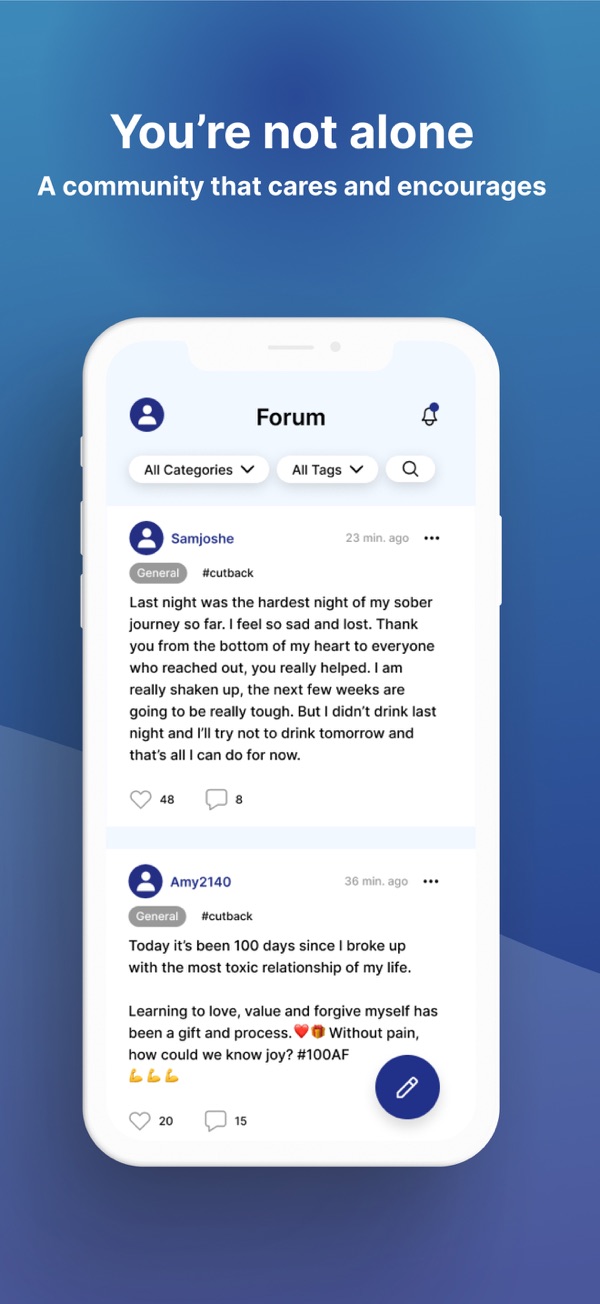 You’re not alone
A community that cares and encourages
Forum
All Categories All Tags
Samjoshe 23 min. ago
General #cutback
Last night was the hardest night of my sober
journey so far. I feel so sad and lost. Thank
you from the bottom of my heart to everyone
who reached out, you really helped. I am
really shaken up, the next few weeks are
going to be really tough. But I didn’t drink last
night and I’ll try not to drink tomorrow and
that’s all I can do for now.
48 8
Amy2140 36 min. ago
General #cutback
Today it’s been 100 days since I broke up
with the most toxic relationship of my life.
Learning to love, value and forgive myself has
been a gift and process.❤️🎁 Without pain,
how could we know joy? #100AF
💪💪💪
20 15